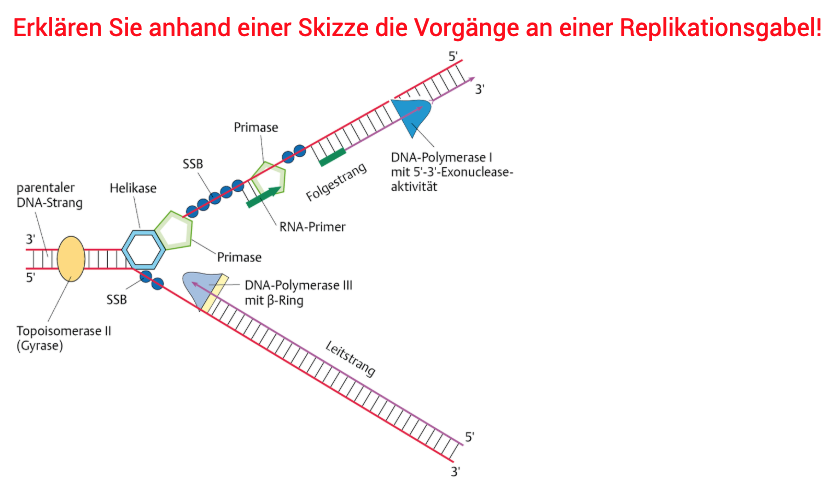 Erklären Sie anhand einer Skizze die Vorgänge an einer Replikationsgabel!
5'
3'
Primase
DNA-Polymerase I
mit 5'-3'-Exonuclease-
aktivität
SSB
Folgestrang
parentaler
DNA-Strang
Helikase
RNA-Primer
3'
5'
Primase
SSB
DNA-Polymerase III
mit β-Ring
Topoisomerase II
(Gyrase)
Leitstrang
5'
3'